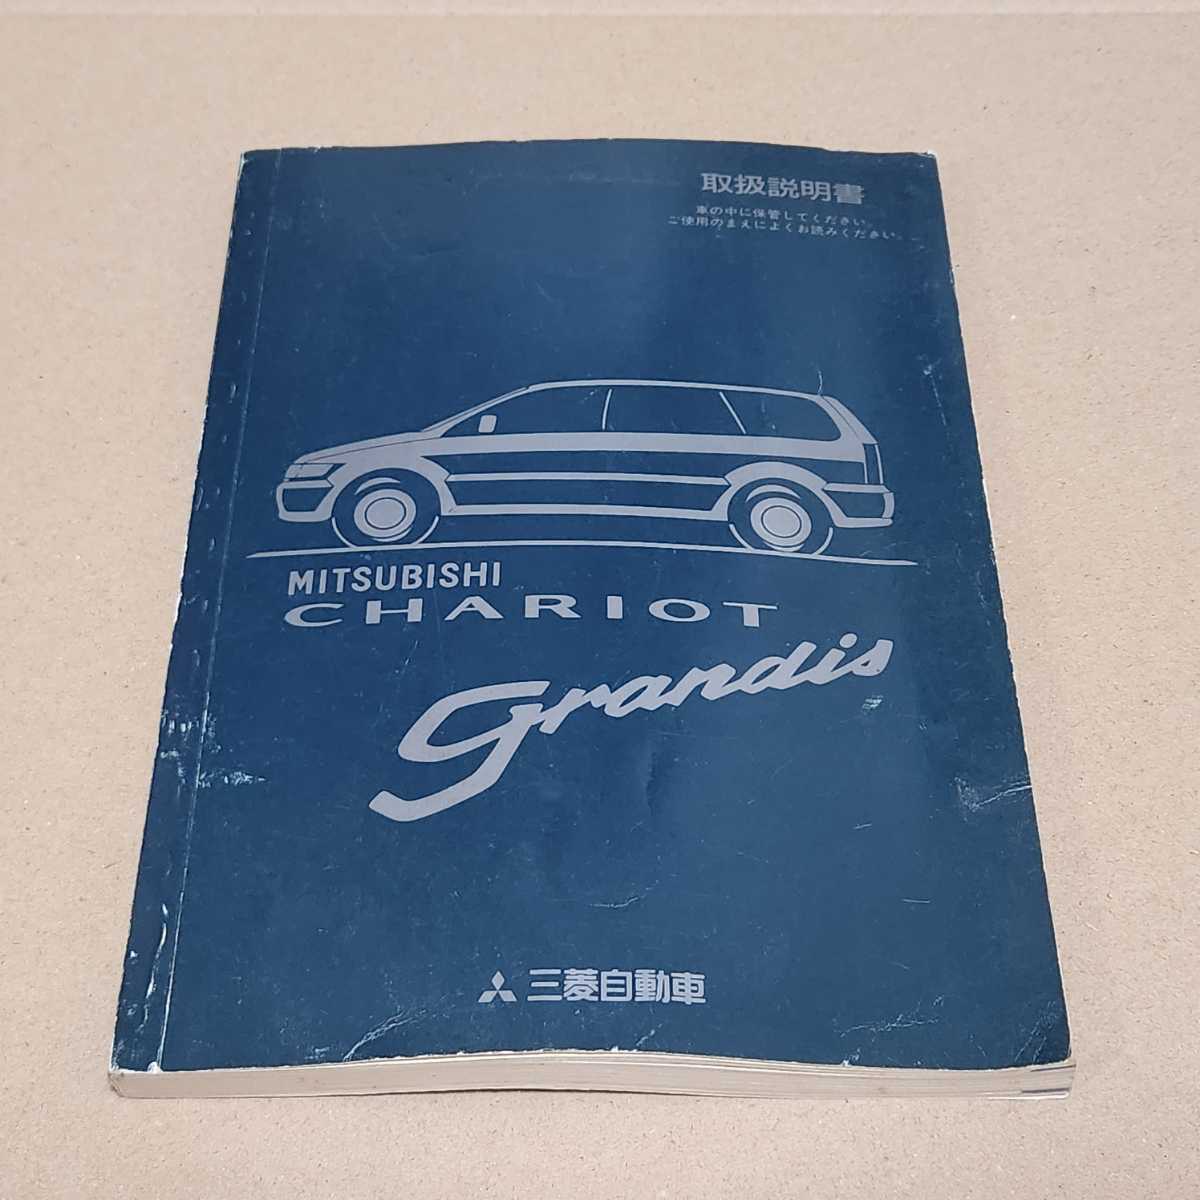 取扱説明書
車の中に保管してください。
ご使用のまえによくお読みください。
MITSUBISHI
CHARIOT
grandis
三菱自動車